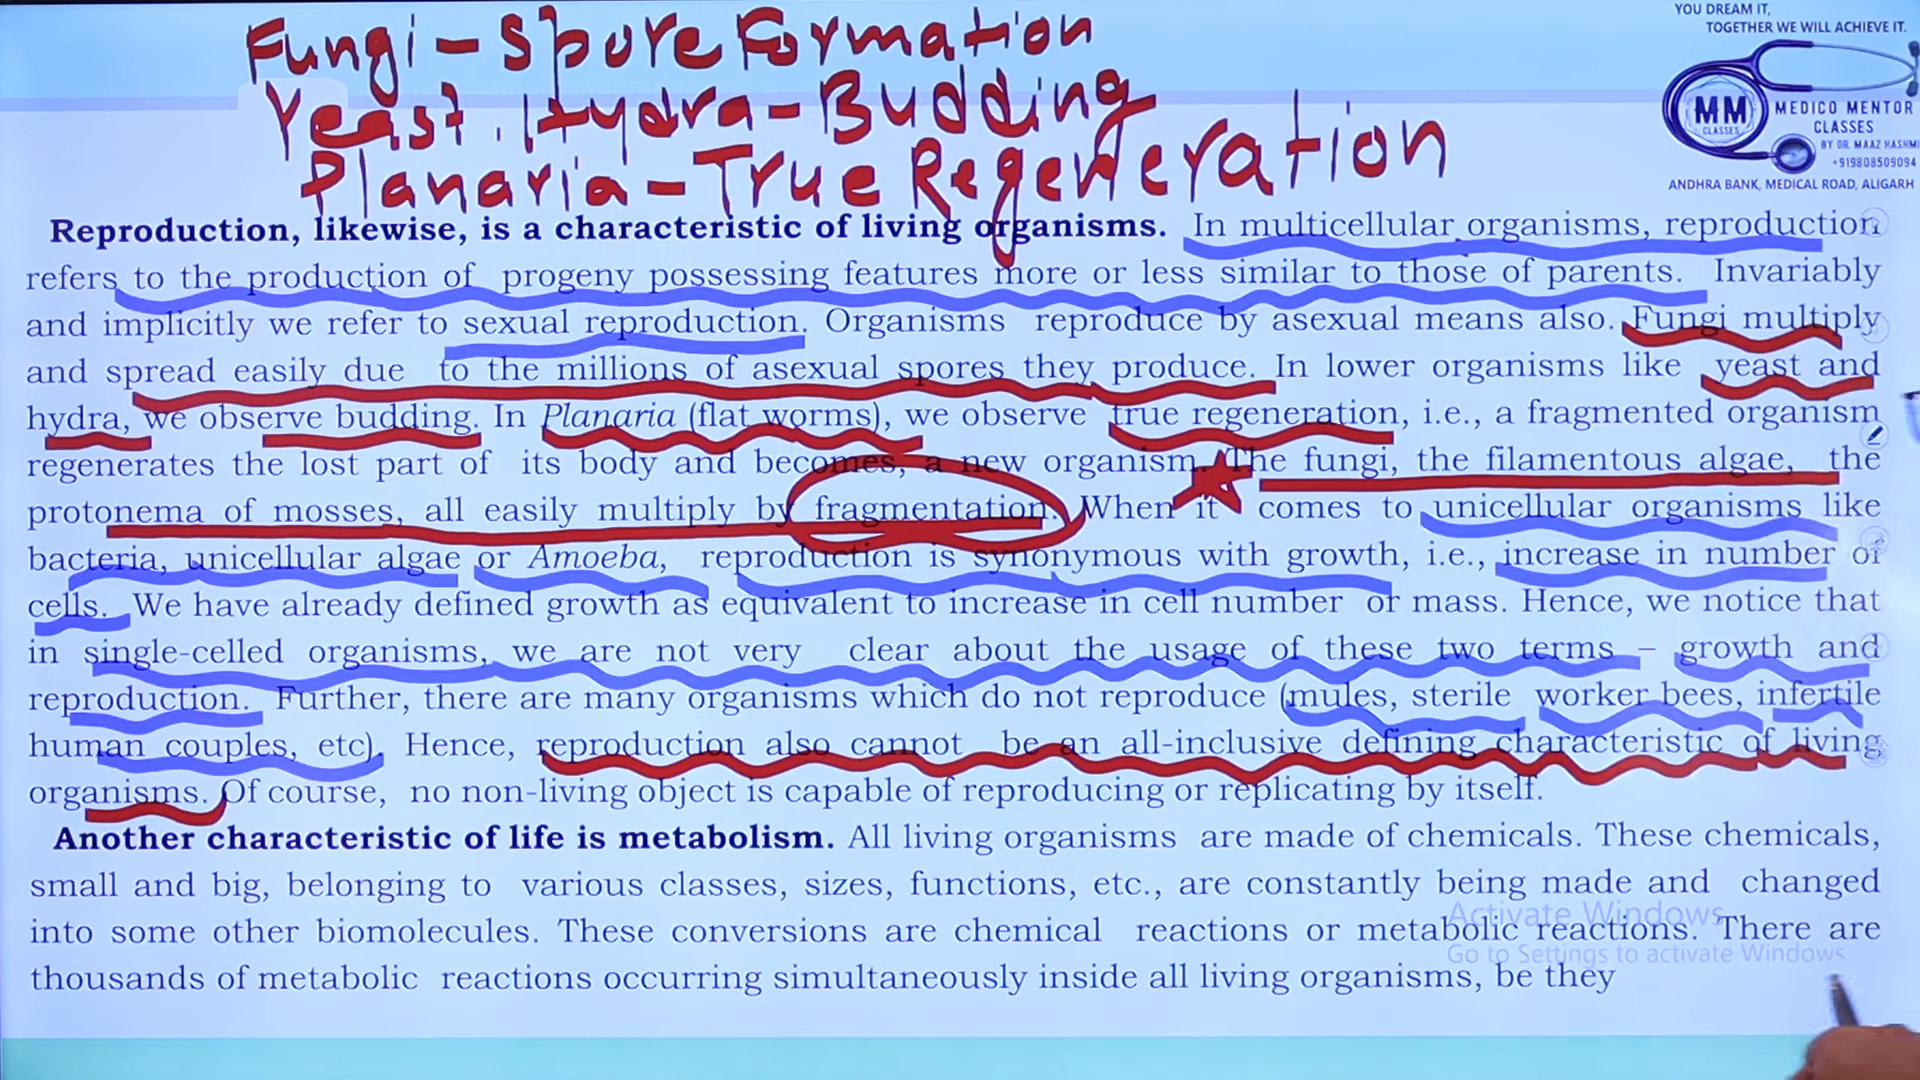 YOU DREAM IT,
TOGETHER WE WILL ACHIEVE IT.
Fungi - Spore Formation
Yeast, Hydra - Budding
Planaria - True Regeneration
MM
CLASSES
MEDICO MENTOR
CLASSES
BY DR. MAAZ HASHMI
+919808509094
ANDHRA BANK, MEDICAL ROAD, ALIGARH
Reproduction, likewise, is a characteristic of living organisms. In multicellular organisms, reproduction
refers to the production of progeny possessing features more or less similar to those of parents. Invariably
and implicitly we refer to sexual reproduction. Organisms reproduce by asexual means also. Fungi multiply
and spread easily due to the millions of asexual spores they produce. In lower organisms like yeast and
hydra, we observe budding. In Planaria (flat worms), we observe true regeneration, i.e., a fragmented organism
regenerates the lost part of its body and becomes, a new organism. The fungi, the filamentous algae, the
protonema of mosses, all easily multiply by fragmentation. When it comes to unicellular organisms like
bacteria, unicellular algae or Amoeba, reproduction is synonymous with growth, i.e., increase in number of
cells. We have already defined growth as equivalent to increase in cell number or mass. Hence, we notice that
in single-celled organisms, we are not very clear about the usage of these two terms – growth and
reproduction. Further, there are many organisms which do not reproduce (mules, sterile worker bees, infertile
human couples, etc). Hence, reproduction also cannot be an all-inclusive defining characteristic of living
organisms. Of course, no non-living object is capable of reproducing or replicating by itself.
Another characteristic of life is metabolism. All living organisms are made of chemicals. These chemicals,
small and big, belonging to various classes, sizes, functions, etc., are constantly being made and changed
into some other biomolecules. These conversions are chemical reactions or metabolic reactions. There are
thousands of metabolic reactions occurring simultaneously inside all living organisms, be they
Activate Windows
Go to Settings to activate Windows.